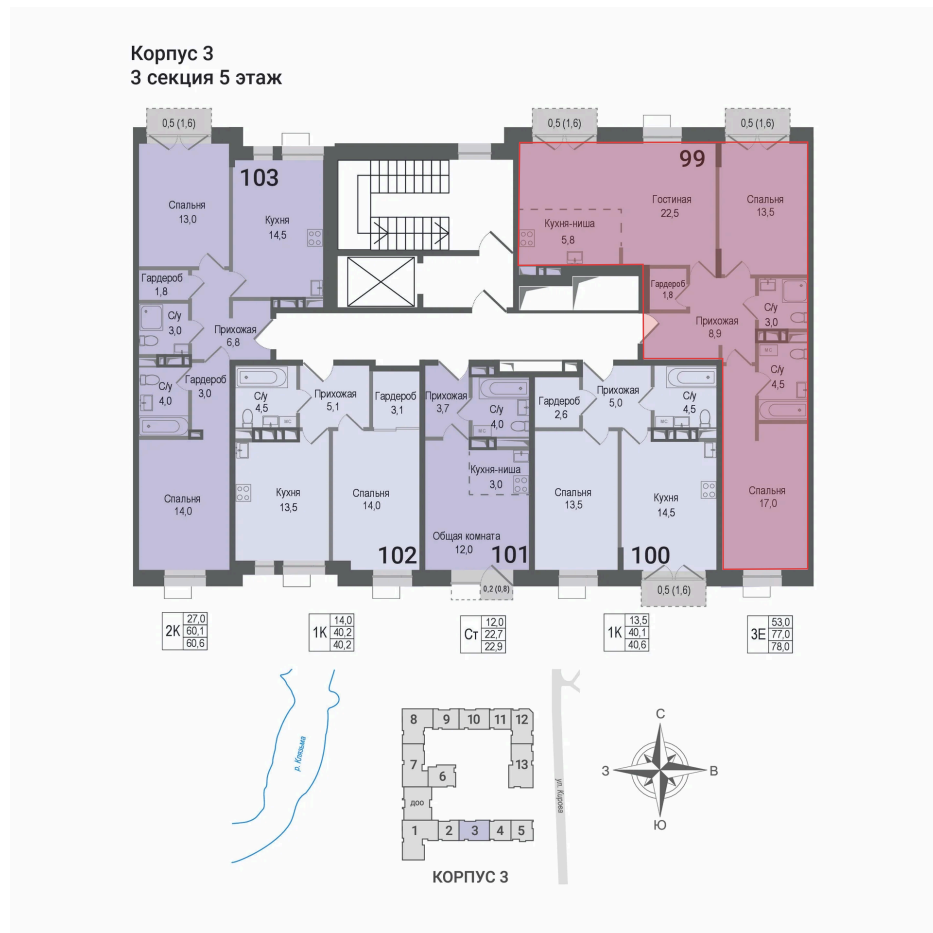 Корпус 3
3 секция 5 этаж
0,5 (1,6)
0,5 (1,6)
0,5 (1,6)
103
99
Спальня
13,0
Кухня
14,5
Гостиная
22,5
Спальня
13,5
Кухня-ниша
5,8
Гардероб
1,8
Гардероб
1,8
С/у
3,0
Прихожая
6,8
Прихожая
8,9
С/у
3,0
С/у
4,0
Гардероб
3,0
С/у
4,5
С/у
4,5
Прихожая
5,1
Гардероб
3,1
Прихожая
3,7
С/у
4,0
Гардероб
2,6
Прихожая
5,0
С/у
4,5
Спальня
14,0
Кухня
13,5
Спальня
14,0
Кухня-ниша
3,0
Общая комната
12,0
Спальня
13,5
Кухня
14,5
Спальня
17,0
102
101
100
0,2 (0,8)
0,5 (1,6)
2К
27,0
60,1
60,6
1К
14,0
40,2
40,2
Ст
12,0
22,7
22,9
1К
13,5
40,1
40,6
3Е
53,0
77,0
78,0
р. Клязьма
8 9 10 11 12
7 6 13
ДОО
1 2 3 4 5
КОРПУС 3
ул. Кирова
С
З В
Ю